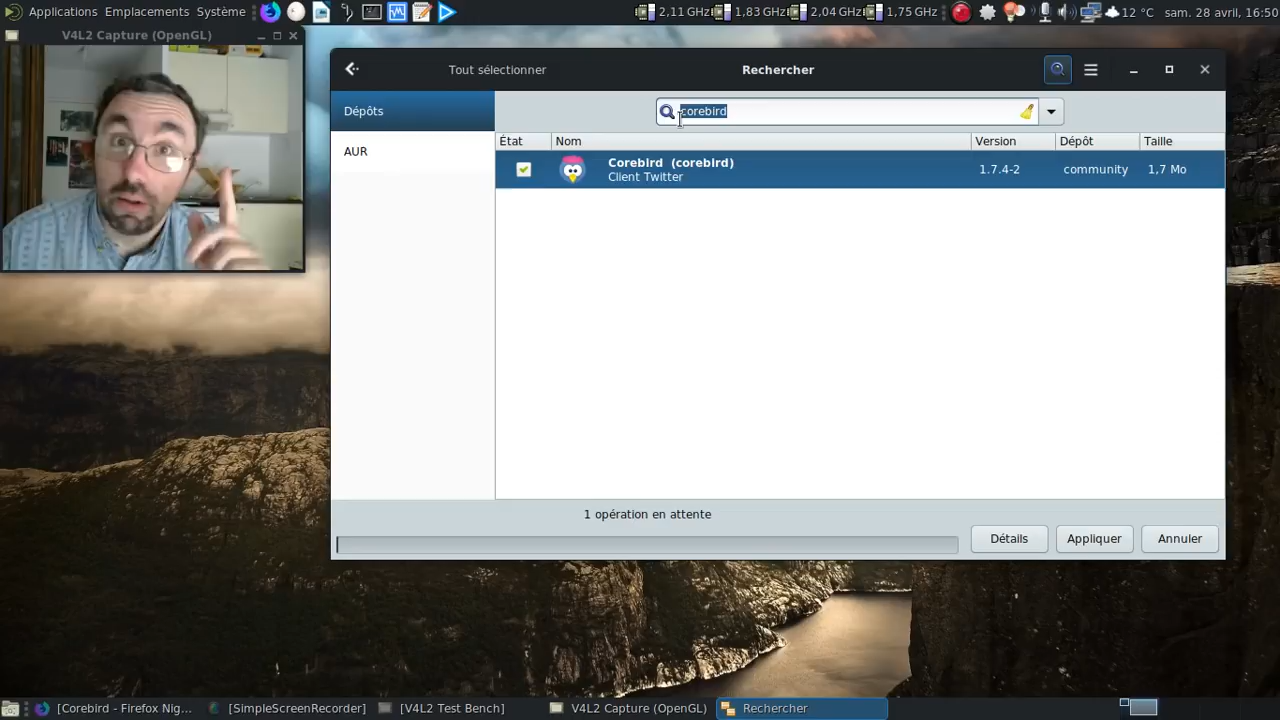 Applications Emplacements Système 2,11 GHz 1,83 GHz 2,04 GHz 1,75 GHz 12 °C sam. 28 avril, 16:50
V4L2 Capture (OpenGL)
Tout sélectionner Rechercher
Dépôts
AUR
corebird
État Nom Version Dépôt Taille
Corebird (corebird) 1.7.4-2 community 1,7 Mo
Client Twitter
1 opération en attente
Détails Appliquer Annuler
[Corebird - Firefox Nig... [SimpleScreenRecorder] [V4L2 Test Bench] V4L2 Capture (OpenGL) Rechercher